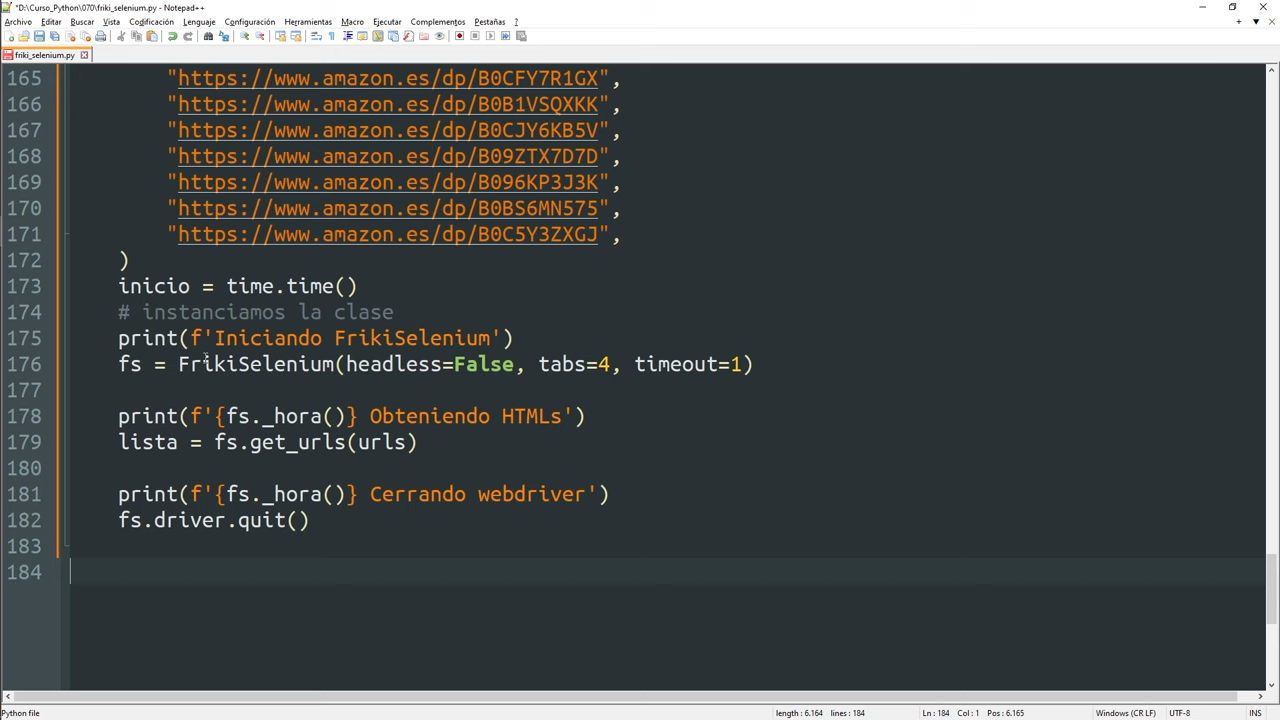 *D:\Curso_Python\070\friki_selenium.py - Notepad++
Archivo Editar Buscar Vista Codificación Lenguaje Configuración Herramientas Macro Ejecutar Complementos Pestañas ?
friki_selenium.py
165 "https://www.amazon.es/dp/B0CFY7R1GX",
166 "https://www.amazon.es/dp/B0B1VSQXKK",
167 "https://www.amazon.es/dp/B0CJY6KB5V",
168 "https://www.amazon.es/dp/B09ZTX7D7D",
169 "https://www.amazon.es/dp/B096KP3J3K",
170 "https://www.amazon.es/dp/B0BS6MN575",
171 "https://www.amazon.es/dp/B0C5Y3ZXGJ",
172 )
173 inicio = time.time()
174 # instanciamos la clase
175 print(f'Iniciando FrikiSelenium')
176 fs = FrikiSelenium(headless=False, tabs=4, timeout=1)
177
178 print(f'{fs._hora()} Obteniendo HTMLs')
179 lista = fs.get_urls(urls)
180
181 print(f'{fs._hora()} Cerrando webdriver')
182 fs.driver.quit()
183
184
Python file length : 6.164 lines : 184 Ln : 184 Col : 1 Pos : 6.165 Windows (CR LF) UTF-8 INS